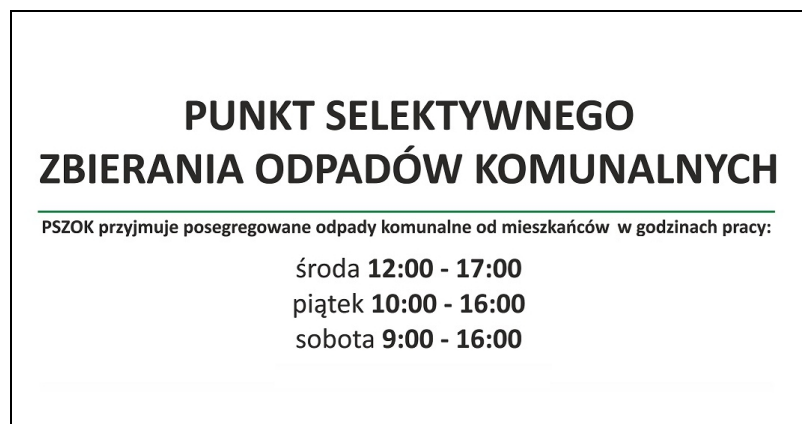 PUNKT SELEKTYWNEGO
ZBIERANIA ODPADÓW KOMUNALNYCH
PSZOK przyjmuje posegregowane odpady komunalne od mieszkańców w godzinach pracy:
środa 12:00 - 17:00
piątek 10:00 - 16:00
sobota 9:00 - 16:00